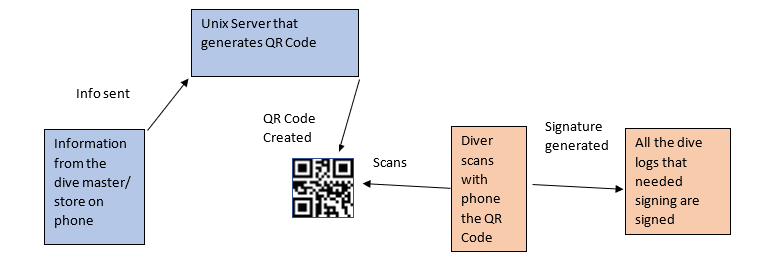 Unix Server that
generates QR Code
Info sent
Information
from the
dive master/
store on
phone
QR Code
Created
Scans
Diver
scans
with
phone
the QR
Code
Signature
generated
All the dive
logs that
needed
signing are
signed